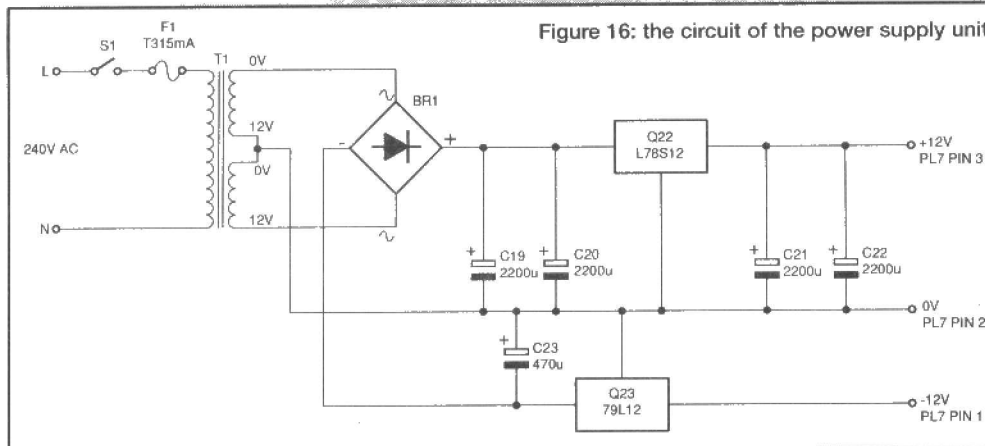 Figure 16: the circuit of the power supply unit
F1
T315mA
S1
T1
0V
L
BR1
12V
240V AC
0V
12V
N
-
+
Q22
L78S12
+12V
PL7 PIN 3
+
C19
2200u
+
C20
2200u
+
C21
2200u
+
C22
2200u
0V
PL7 PIN 2
+
C23
470u
Q23
79L12
-12V
PL7 PIN 1